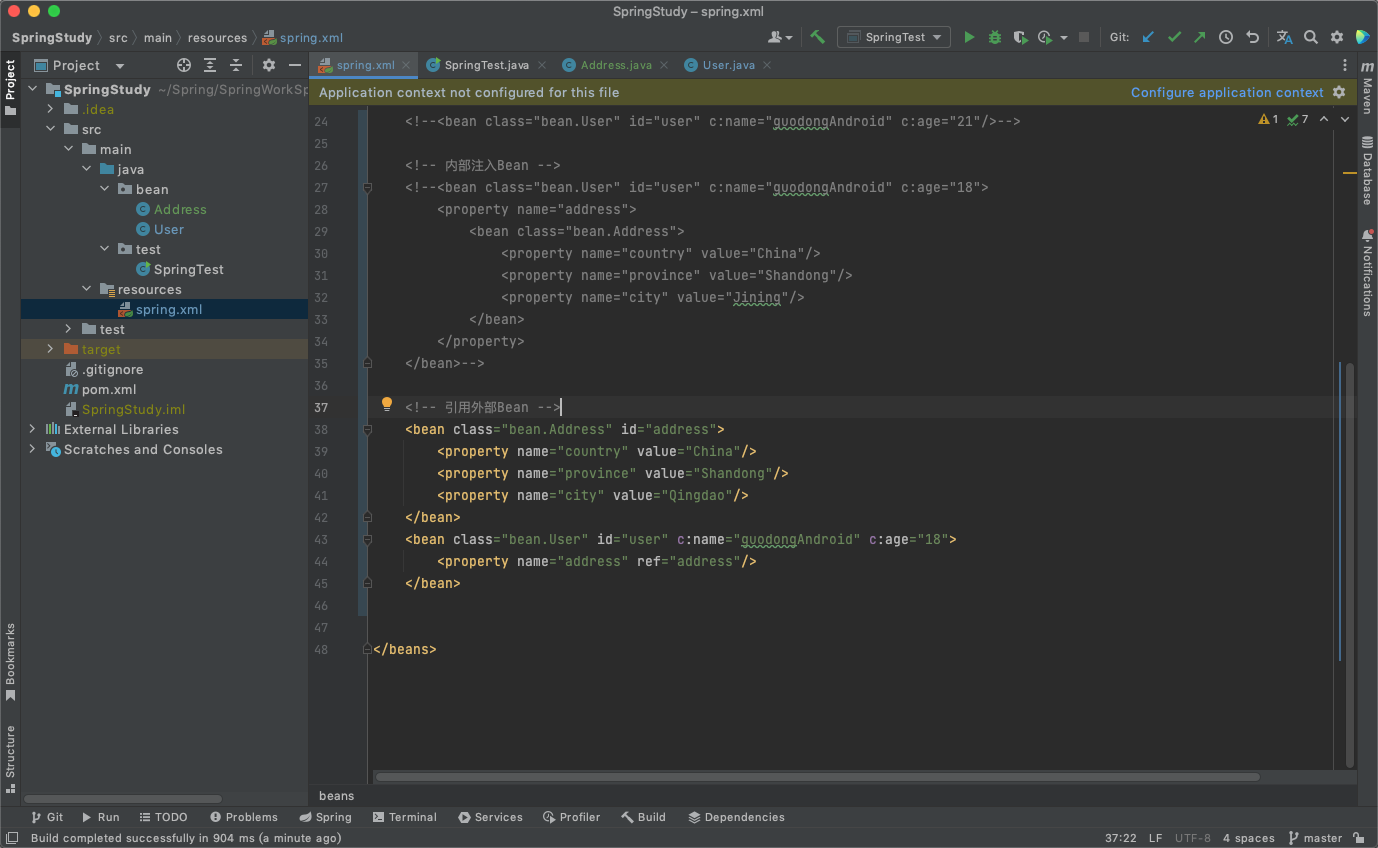 SpringStudy – spring.xml
SpringStudy 〉 src 〉 main 〉 resources 〉 spring.xml
SpringTest
Git:
Project
spring.xml
SpringTest.java
Address.java
User.java
Application context not configured for this file
Configure application context
Project
SpringStudy ~/Spring/SpringWorkSp
.idea
src
main
java
bean
Address
User
test
SpringTest
resources
spring.xml
test
target
.gitignore
pom.xml
SpringStudy.iml
External Libraries
Scratches and Consoles
1 7
24 <!--<bean class="bean.User" id="user" c:name="guodongAndroid" c:age="21"/>-->
25
26 <!-- 内部注入Bean -->
27 <!--<bean class="bean.User" id="user" c:name="guodongAndroid" c:age="18">
28 <property name="address">
29 <bean class="bean.Address">
30 <property name="country" value="China"/>
31 <property name="province" value="Shandong"/>
32 <property name="city" value="Jining"/>
33 </bean>
34 </property>
35 </bean>-->
36
37 <!-- 引用外部Bean -->
38 <bean class="bean.Address" id="address">
39 <property name="country" value="China"/>
40 <property name="province" value="Shandong"/>
41 <property name="city" value="Qingdao"/>
42 </bean>
43 <bean class="bean.User" id="user" c:name="guodongAndroid" c:age="18">
44 <property name="address" ref="address"/>
45 </bean>
46
47
48 </beans>
Maven
Database
Notifications
Bookmarks
Structure
beans
Git
Run
TODO
Problems
Spring
Terminal
Services
Profiler
Build
Dependencies
Build completed successfully in 904 ms (a minute ago)
37:22 LF UTF-8 4 spaces master